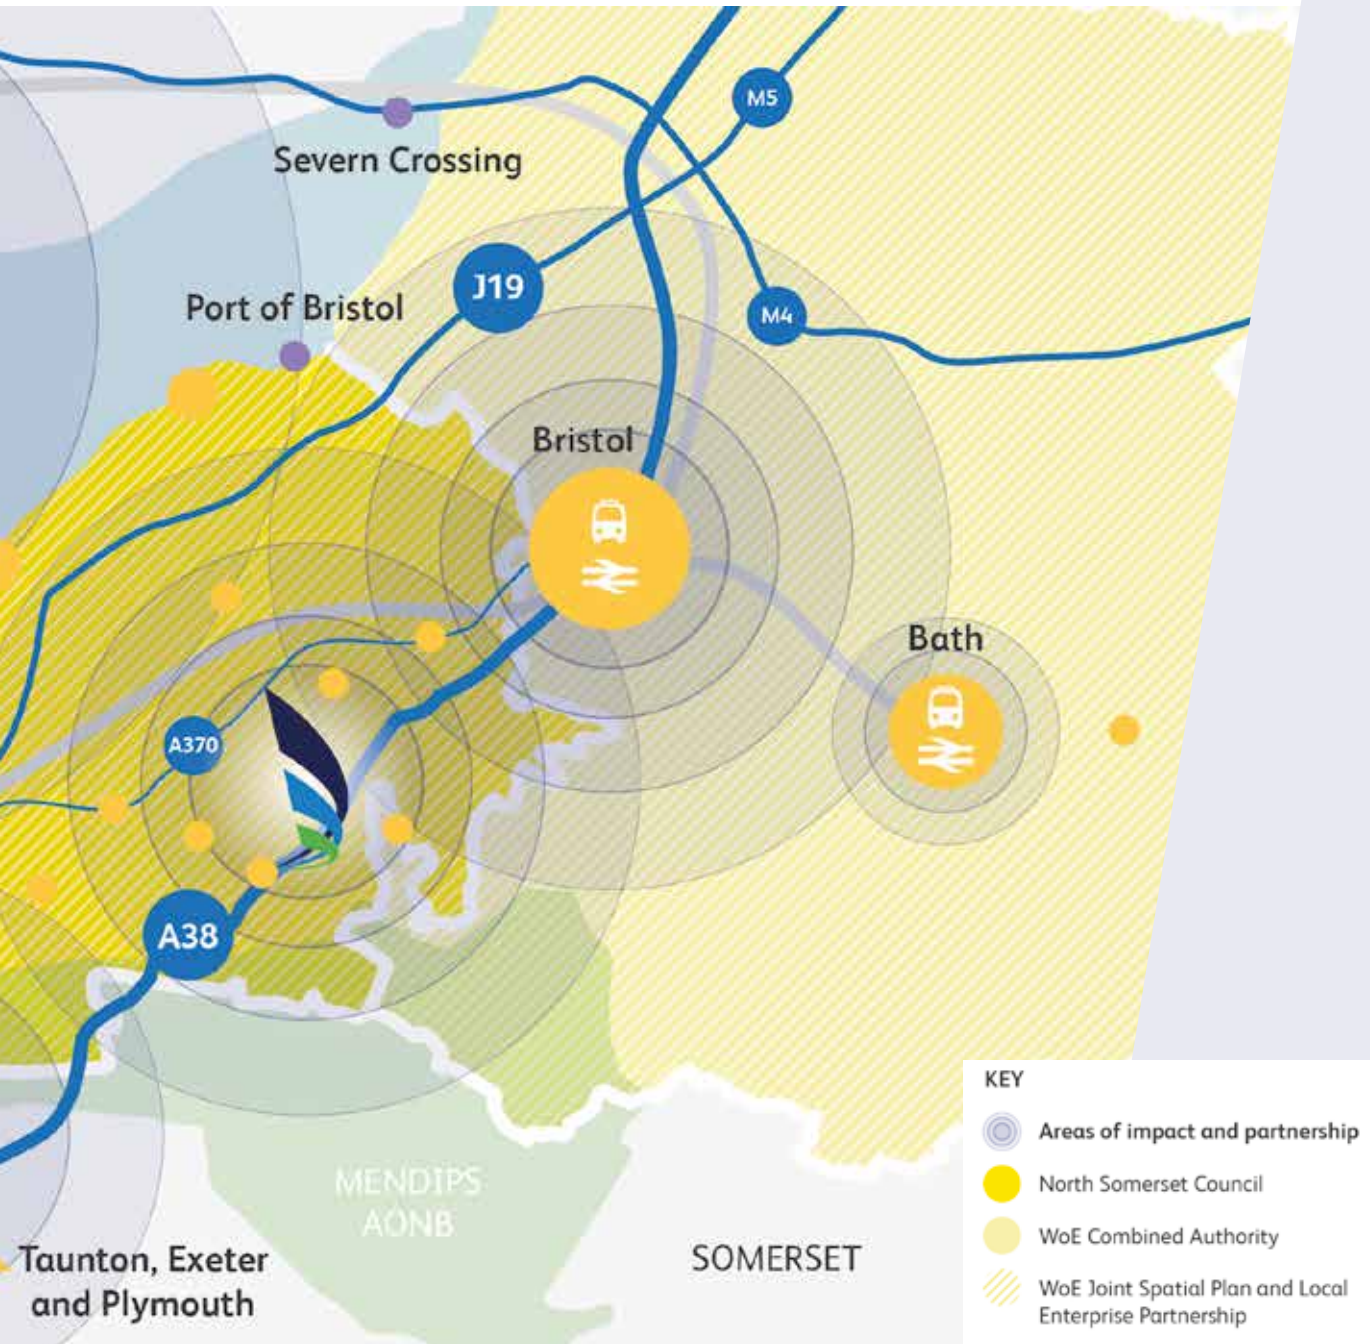 M5
Severn Crossing
J19
Port of Bristol
M4
Bristol
Bath
A370
A38
MENDIPS
AONB
Taunton, Exeter
and Plymouth
SOMERSET
KEY
Areas of impact and partnership
North Somerset Council
WoE Combined Authority
WoE Joint Spatial Plan and Local
Enterprise Partnership